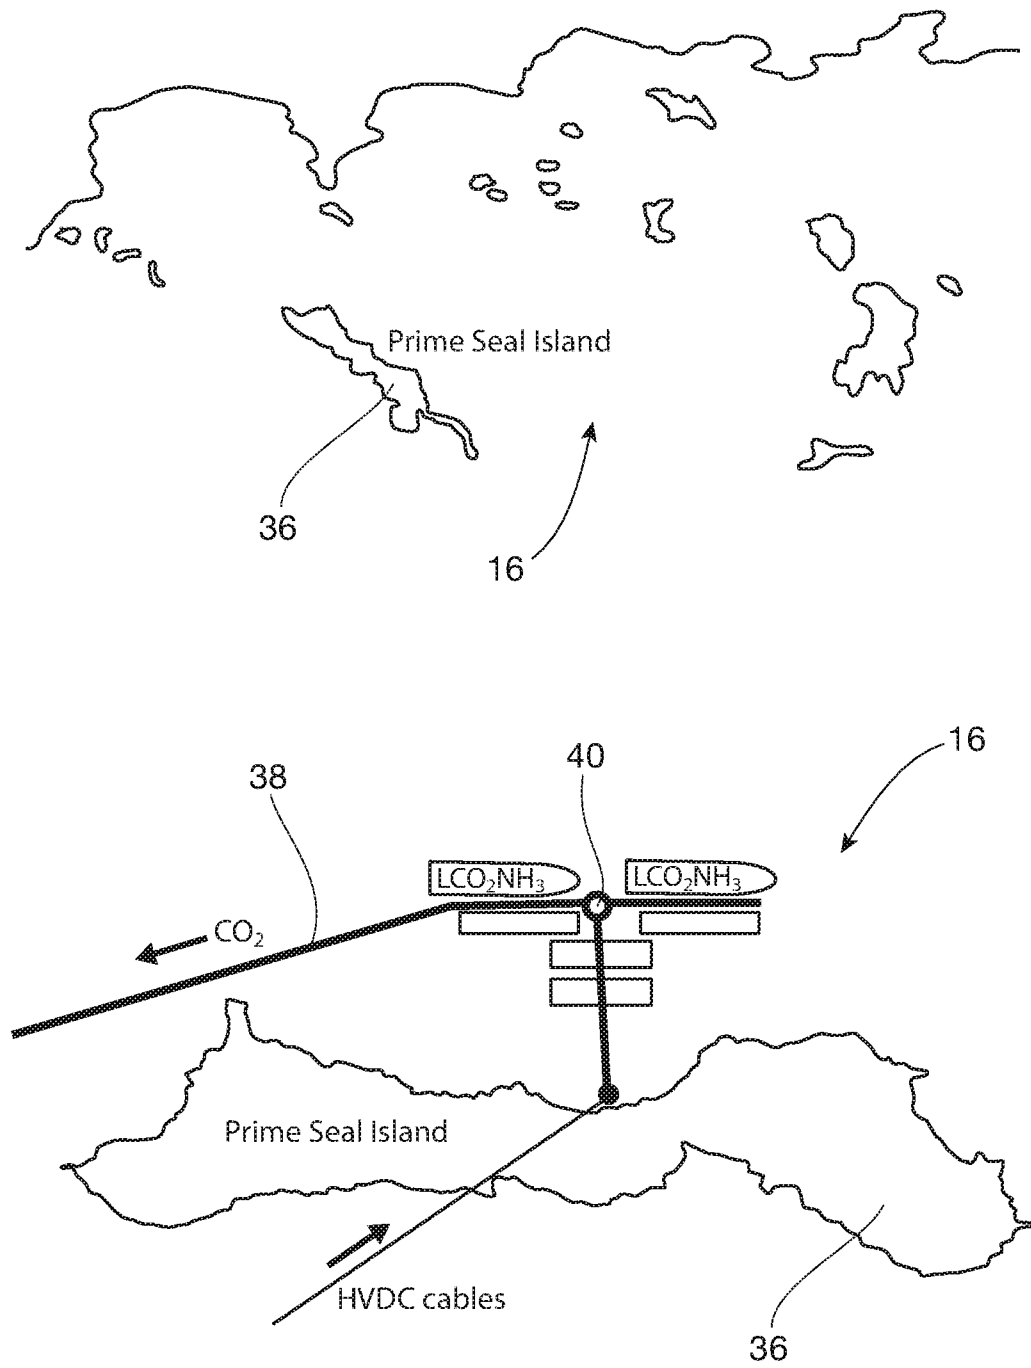 Prime Seal Island
36
16
16
40
38
LCO₂NH₃ LCO₂NH₃
CO₂
Prime Seal Island
HVDC cables
36